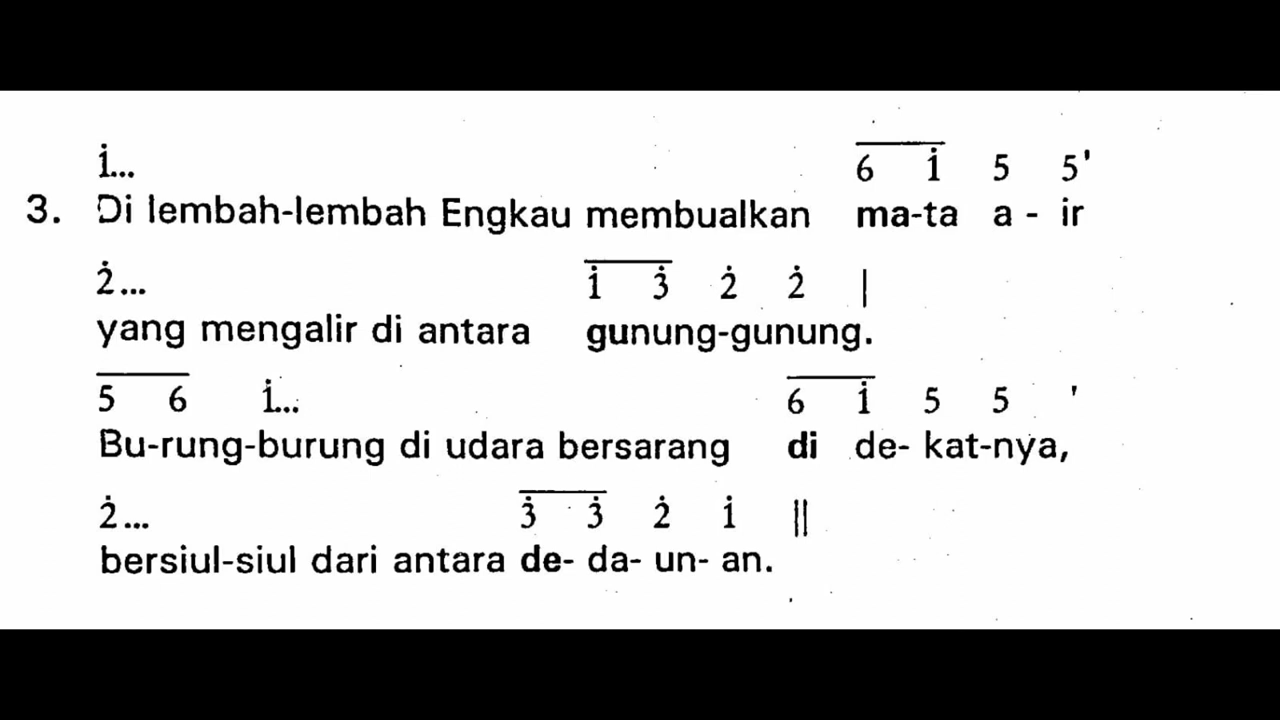 i̇... 6 i̇ 5 5'
3. Di lembah-lembah Engkau membualkan ma-ta a - ir
2̇... i̇ 3̇ 2̇ 2̇ |
yang mengalir di antara gunung-gunung.
5 6 i̇... 6 i̇ 5 5 '
Bu-rung-burung di udara bersarang di de- kat-nya,
2̇... 3̇ 3̇ 2̇ i̇ ||
bersiul-siul dari antara de- da- un- an.